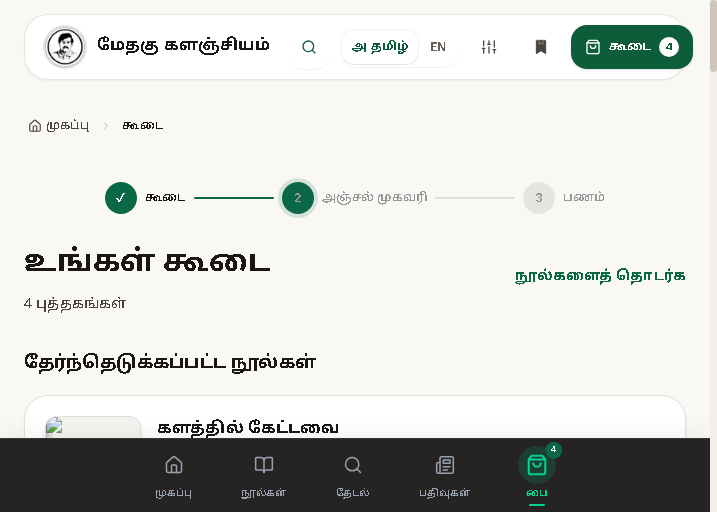 மேதகு களஞ்சியம்
அ தமிழ் EN
கூடை 4
முகப்பு கூடை
✓ கூடை 2 அஞ்சல் முகவரி 3 பணம்
உங்கள் கூடை
நூல்களைத் தொடர்க
4 புத்தகங்கள்
தேர்ந்தெடுக்கப்பட்ட நூல்கள்
களத்தில் கேட்டவை
முகப்பு நூல்கள் தேடல் பதிவுகள் 4 பை